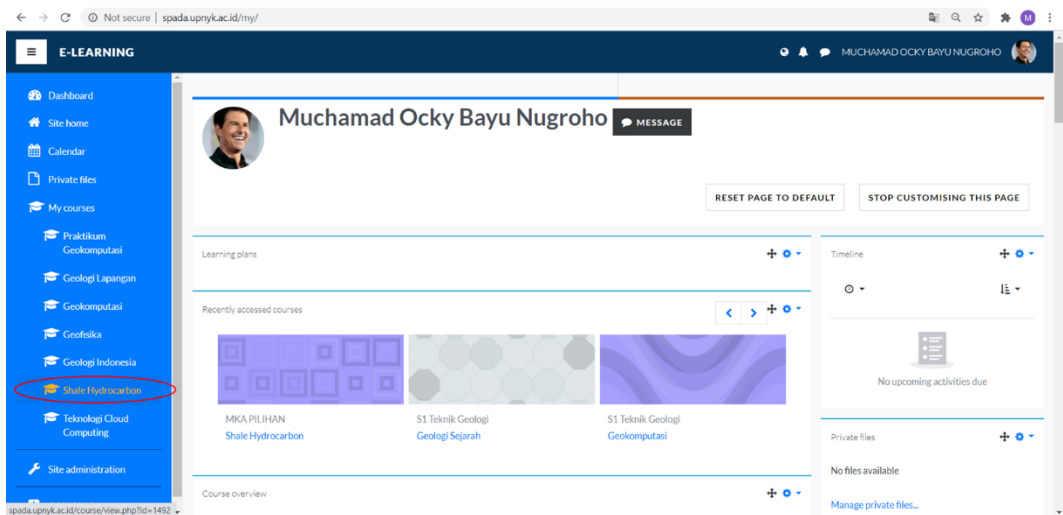 Not secure | spada.upnyk.ac.id/my/
M
E-LEARNING
MUCHAMAD OCKY BAYU NUGROHO
Dashboard
Site home
Calendar
Private files
My courses
Praktikum
Geokomputasi
Geologi Lapangan
Geokomputasi
Geofisika
Geologi Indonesia
Shale Hydrocarbon
Teknologi Cloud
Computing
Site administration
spada.upnyk.ac.id/course/view.php?id=1492
Muchamad Ocky Bayu Nugroho
MESSAGE
RESET PAGE TO DEFAULT
STOP CUSTOMISING THIS PAGE
Learning plans
Recently accessed courses
MKA PILIHAN
Shale Hydrocarbon
S1 Teknik Geologi
Geologi Sejarah
S1 Teknik Geologi
Geokomputasi
Course overview
Timeline
No upcoming activities due
Private files
No files available
Manage private files...